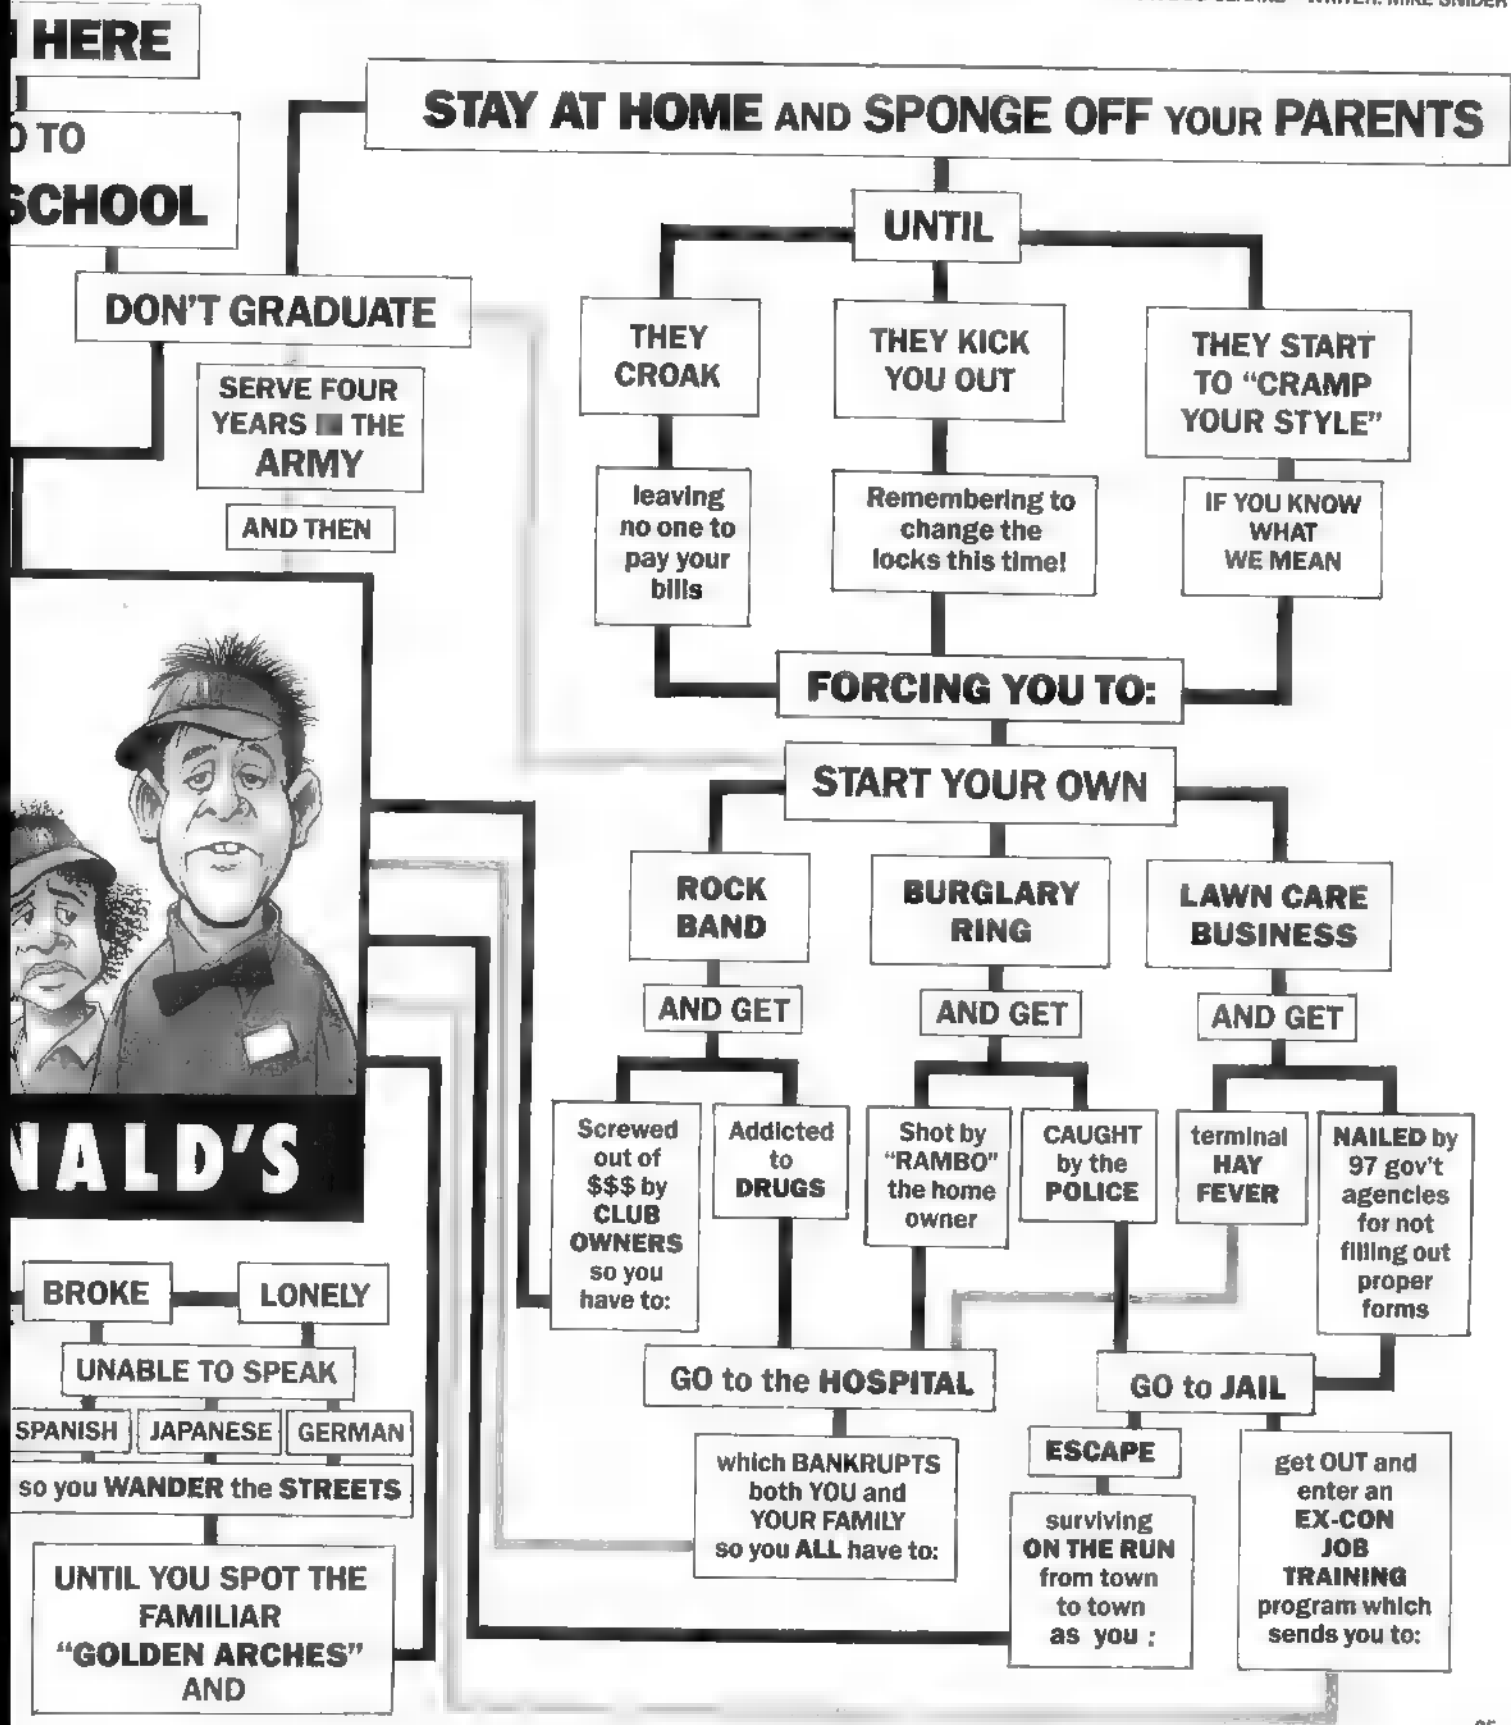 WRITER: MIKE SNIDER
HERE
TO
SCHOOL
STAY AT HOME AND SPONGE OFF YOUR PARENTS
UNTIL
DON'T GRADUATE
THEY
CROAK
THEY KICK
YOU OUT
THEY START
TO “CRAMP
YOUR STYLE”
SERVE FOUR
YEARS THE
ARMY
AND THEN
leaving
no one to
pay your
bills
Remembering to
change the
locks this time!
IF YOU KNOW
WHAT
WE MEAN
FORCING YOU TO:
START YOUR OWN
ROCK
BAND
BURGLARY
RING
LAWN CARE
BUSINESS
AND GET
AND GET
AND GET
Screwed
out of
$$$ by
CLUB
OWNERS
so you
have to:
Addicted
to
DRUGS
Shot by
“RAMBO”
the home
owner
CAUGHT
by the
POLICE
terminal
HAY
FEVER
NAILED by
97 gov't
agencies
for not
filling out
proper
forms
NALD'S
BROKE
LONELY
UNABLE TO SPEAK
SPANISH
JAPANESE
GERMAN
so you WANDER the STREETS
UNTIL YOU SPOT THE
FAMILIAR
“GOLDEN ARCHES”
AND
GO to the HOSPITAL
which BANKRUPTS
both YOU and
YOUR FAMILY
so you ALL have to:
GO to JAIL
ESCAPE
surviving
ON THE RUN
from town
to town
as you :
get OUT and
enter an
EX-CON
JOB
TRAINING
program which
sends you to: